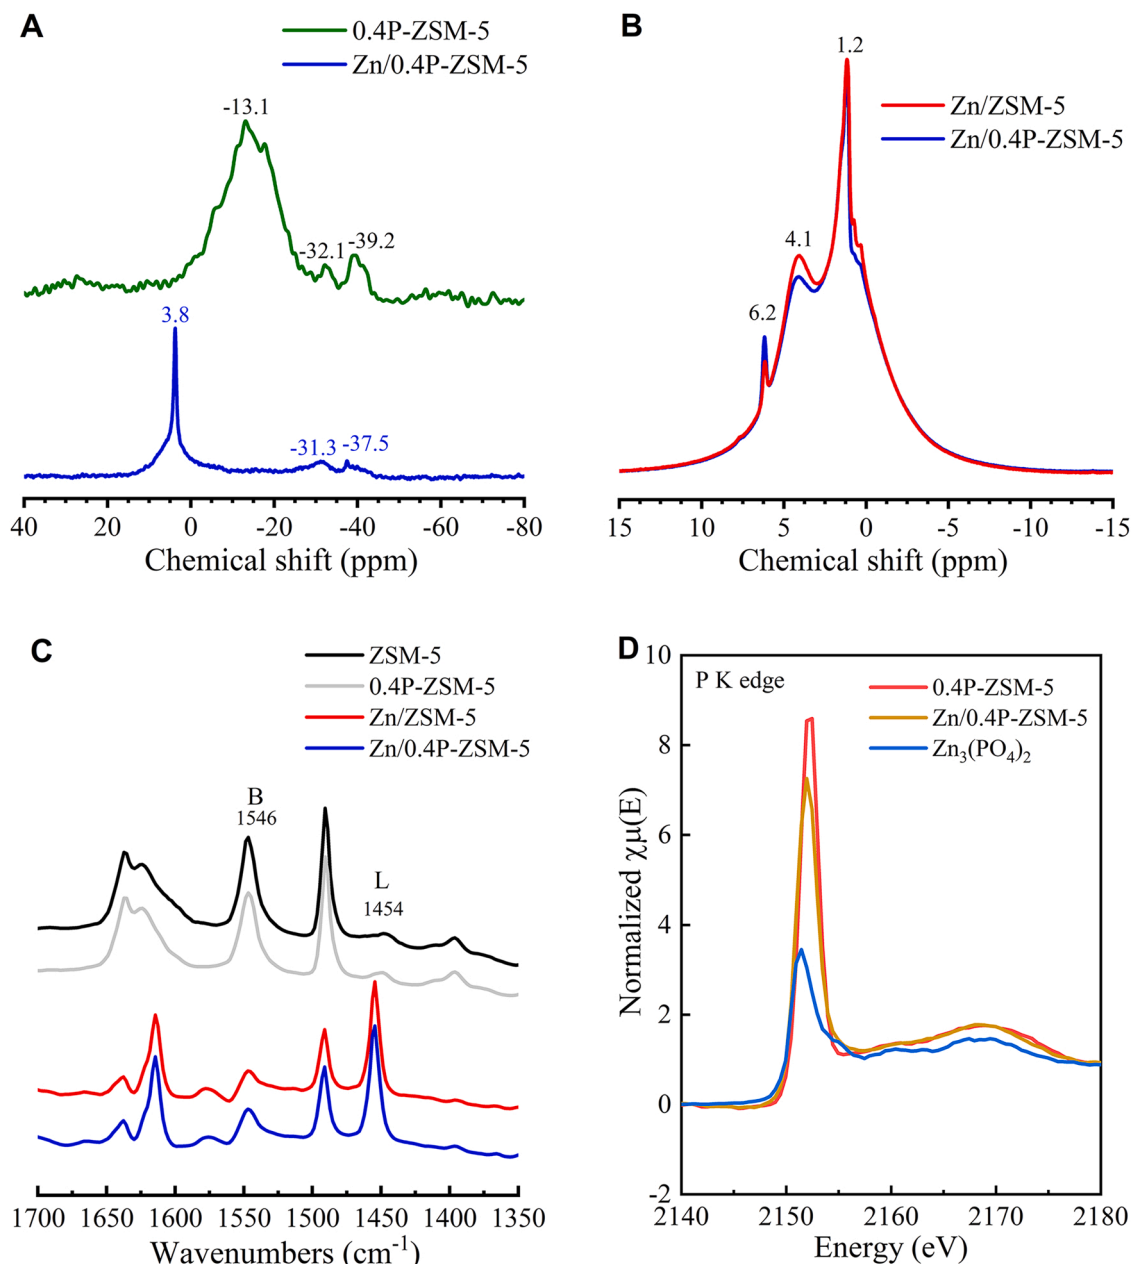 A
0.4P-ZSM-5
Zn/0.4P-ZSM-5
-13.1
-32.1
-39.2
3.8
-31.3
-37.5
40 20 0 -20 -40 -60 -80
Chemical shift (ppm)
B
1.2
Zn/ZSM-5
Zn/0.4P-ZSM-5
4.1
6.2
15 10 5 0 -5 -10 -15
Chemical shift (ppm)
C
ZSM-5
0.4P-ZSM-5
Zn/ZSM-5
Zn/0.4P-ZSM-5
B
1546
L
1454
1700 1650 1600 1550 1500 1450 1400 1350
Wavenumbers (cm⁻¹)
D
P K edge
0.4P-ZSM-5
Zn/0.4P-ZSM-5
Zn₃(PO₄)₂
10
8
6
4
2
0
-2
Normalized χμ(E)
2140 2150 2160 2170 2180
Energy (eV)